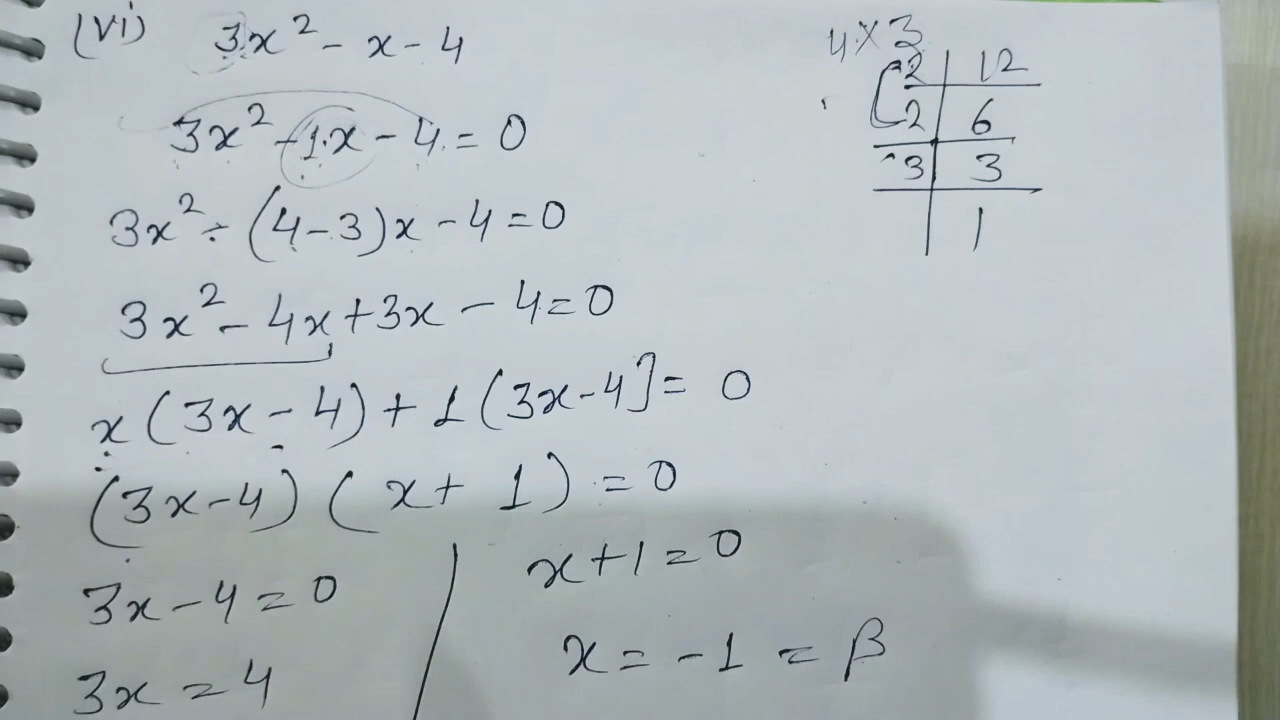 (vi) 3x² - x - 4
3x² - 1·x - 4 = 0
3x² - (4-3)x - 4 = 0
3x² - 4x + 3x - 4 = 0
x(3x - 4) + 1(3x-4] = 0
(3x-4) (x + 1) = 0
3x - 4 = 0
3x = 4
x + 1 = 0
x = -1 = β
4×3
2 | 12
2 | 6
3 | 3
| 1